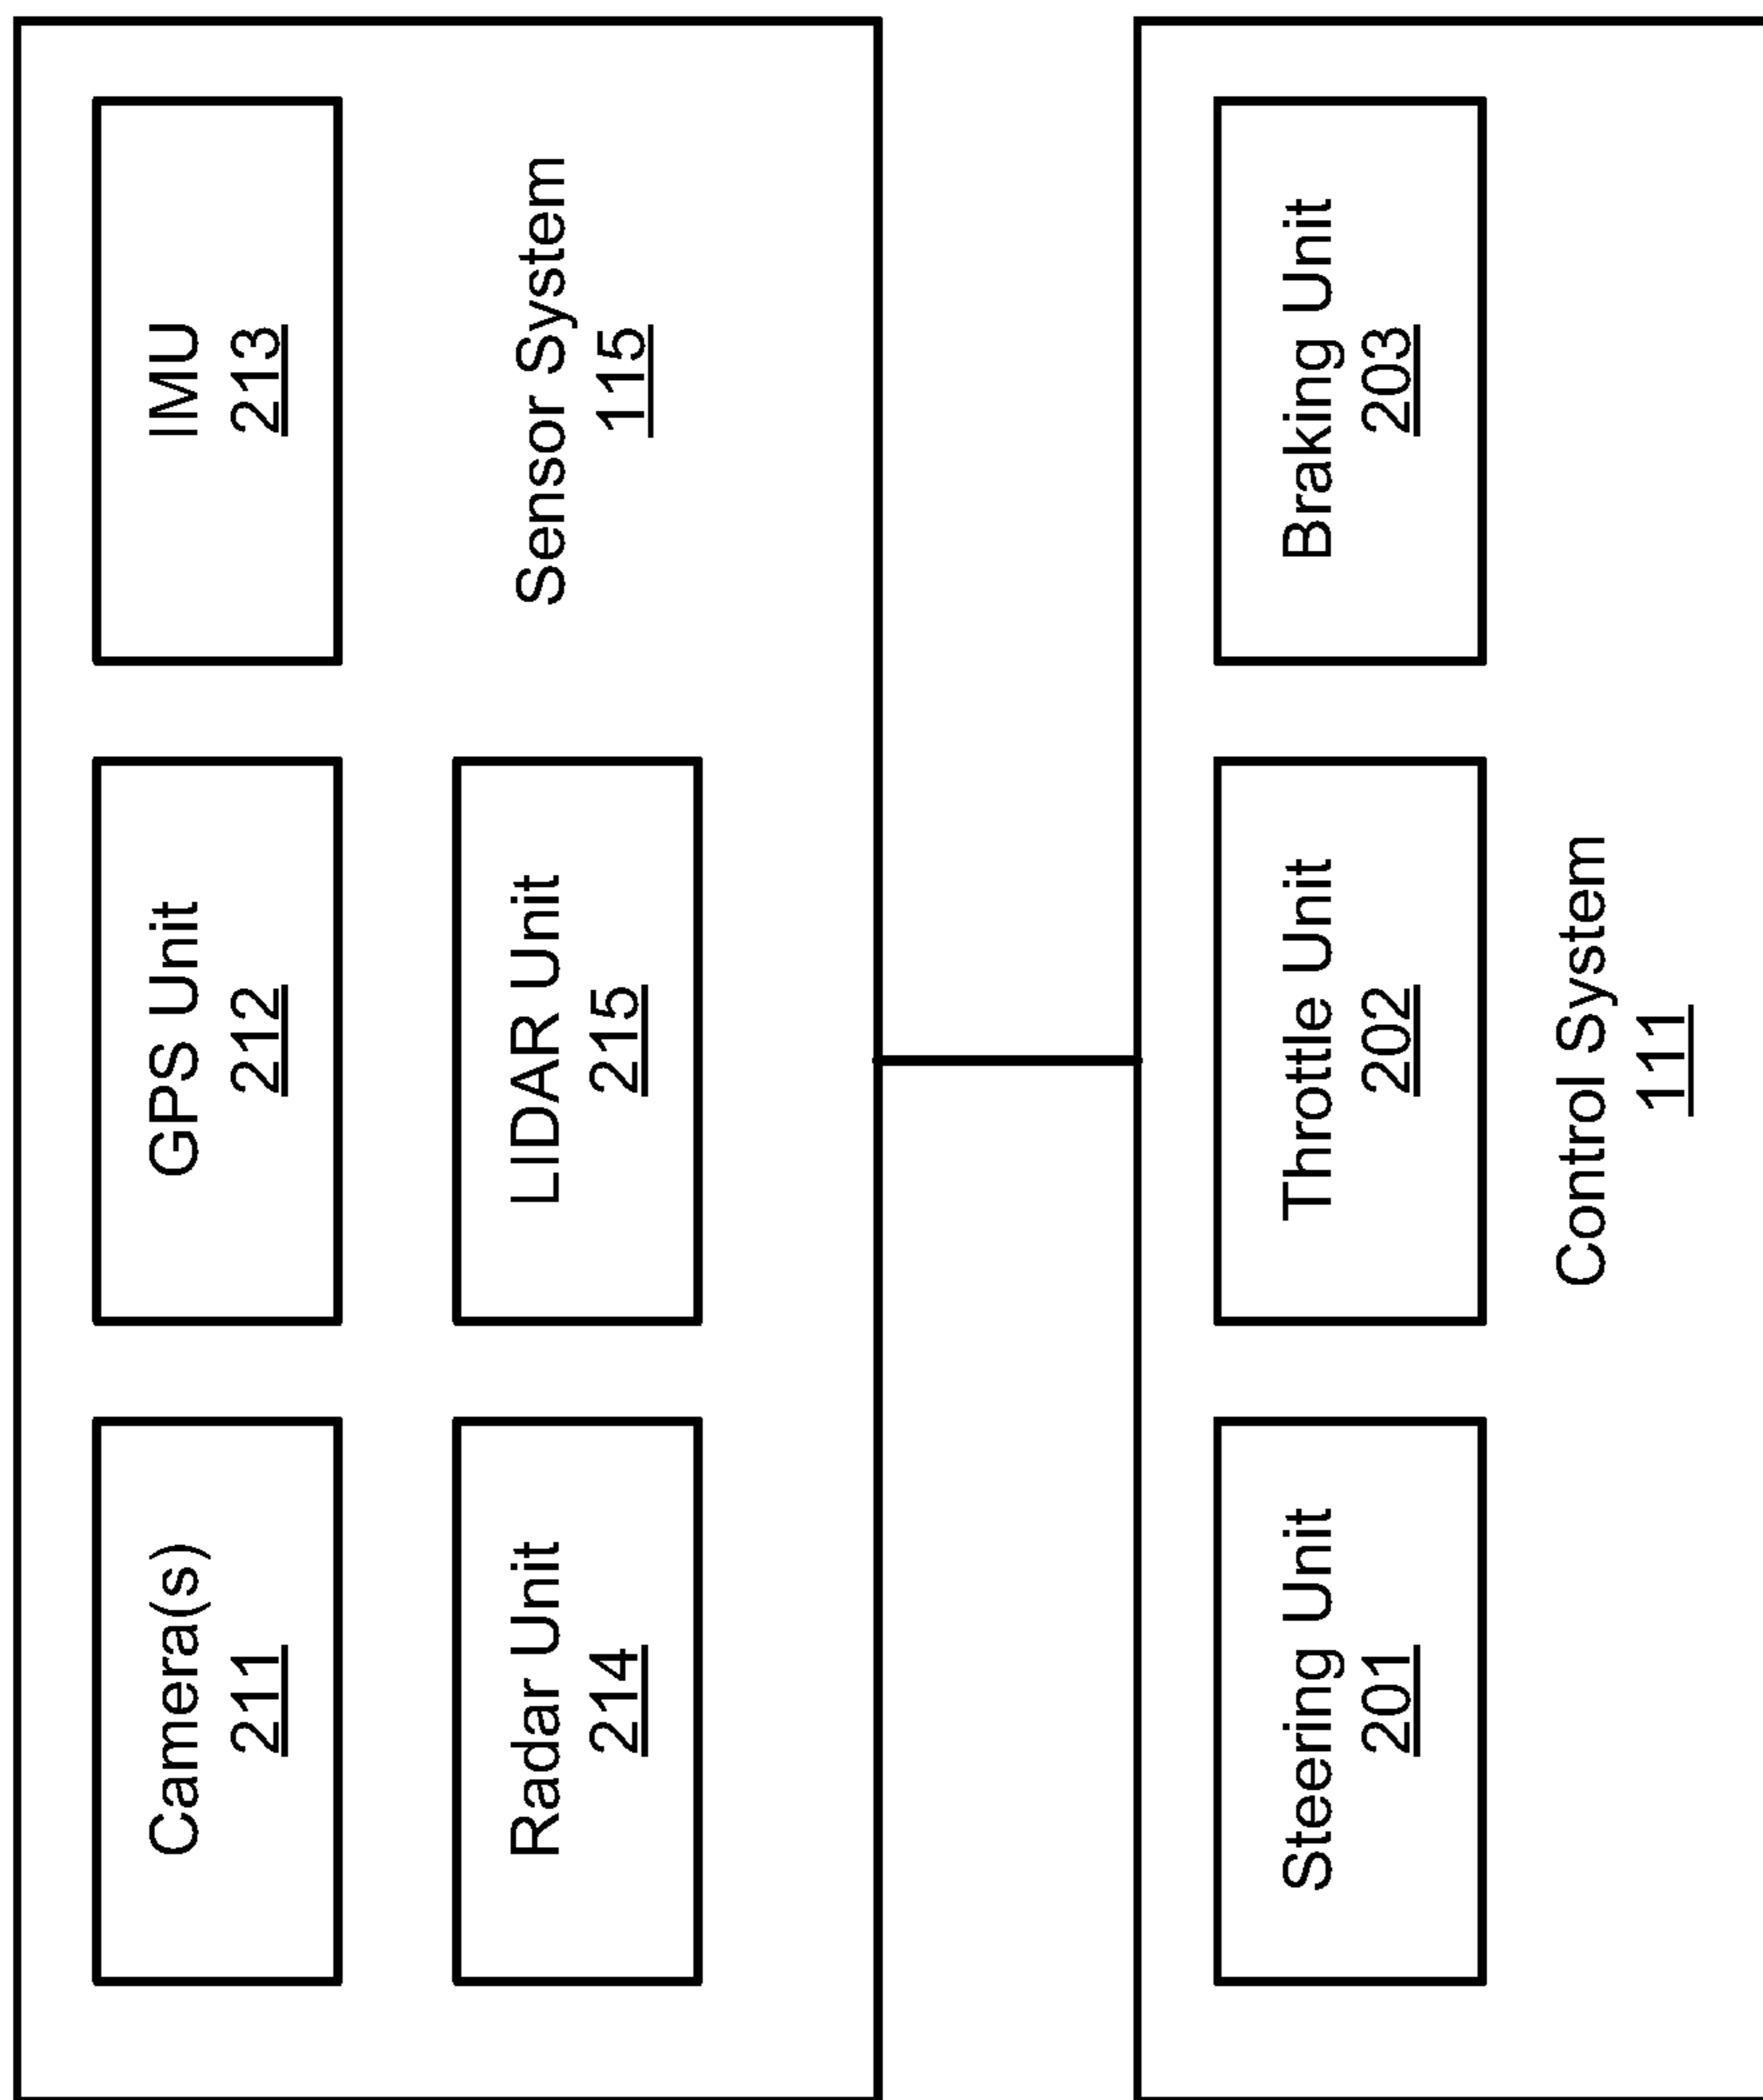 Camera(s)
211
GPS Unit
212
IMU
213
Radar Unit
214
LIDAR Unit
215
Sensor System
115
Steering Unit
201
Throttle Unit
202
Braking Unit
203
Control System
111